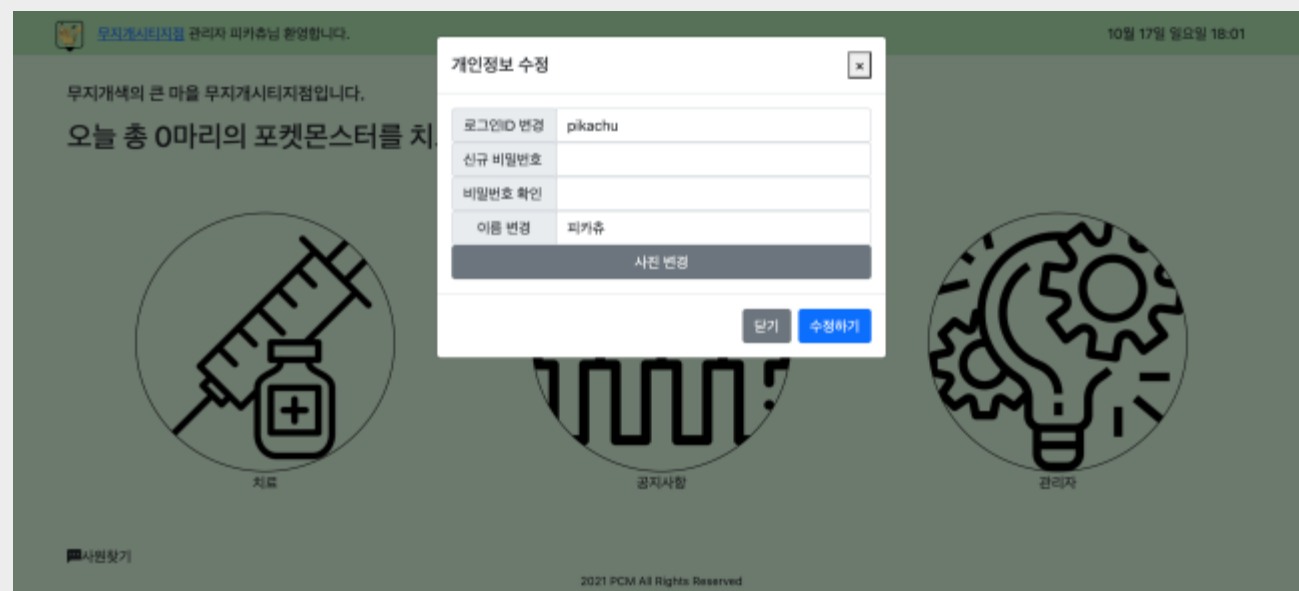 무지개시티지점 관리자 피카츄님 환영합니다.
10월 17일 일요일 18:01
무지개색의 큰 마을 무지개시티지점입니다.
오늘 총 0마리의 포켓몬스터를 치
개인정보 수정
×
로그인ID 변경 pikachu
신규 비밀번호
비밀번호 확인
이름 변경 피카츄
사진 변경
닫기 수정하기
치료
공지사항
관리자
사원찾기
2021 PCM All Rights Reserved